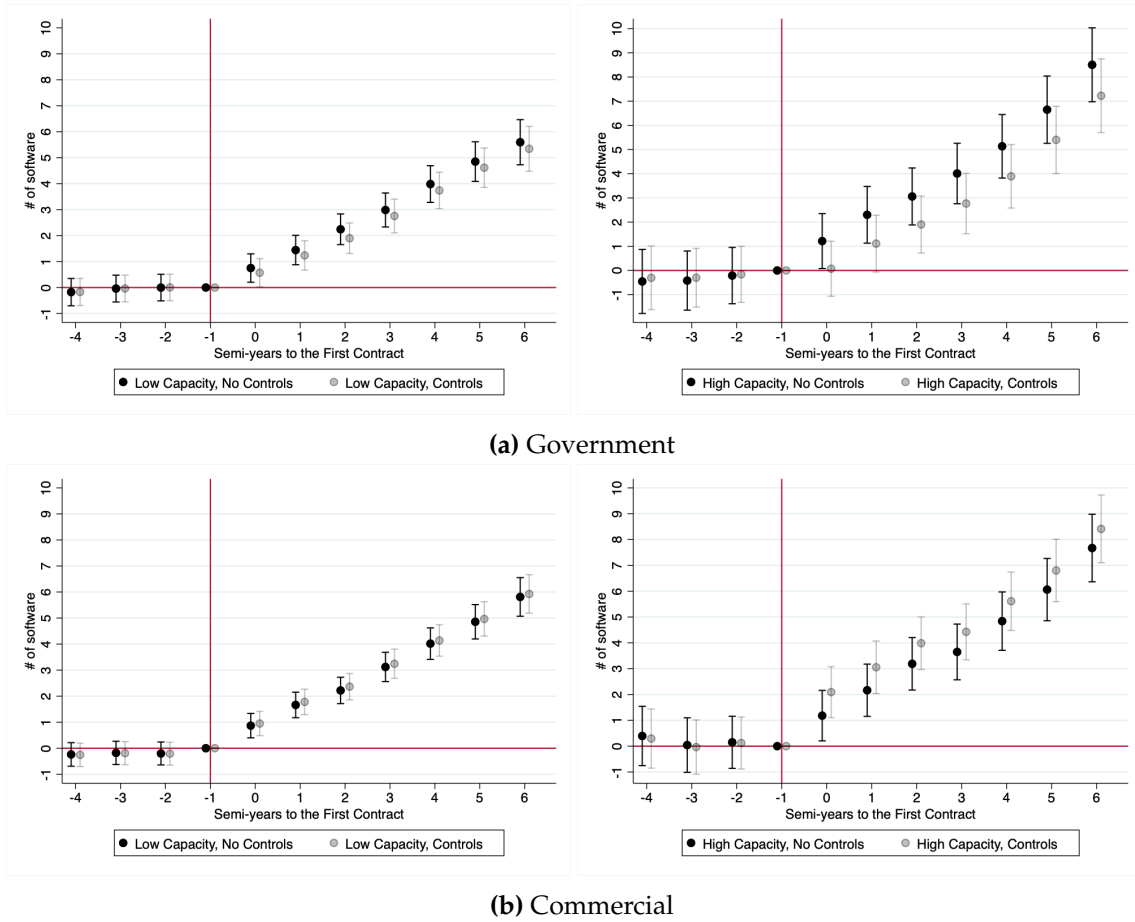 # of software
10
9
8
7
6
5
4
3
2
1
0
-1
-4 -3 -2 -1 0 1 2 3 4 5 6
Semi-years to the First Contract
Low Capacity, No Controls Low Capacity, Controls
# of software
10
9
8
7
6
5
4
3
2
1
0
-1
-4 -3 -2 -1 0 1 2 3 4 5 6
Semi-years to the First Contract
High Capacity, No Controls High Capacity, Controls
(a) Government
# of software
10
9
8
7
6
5
4
3
2
1
0
-1
-4 -3 -2 -1 0 1 2 3 4 5 6
Semi-years to the First Contract
Low Capacity, No Controls Low Capacity, Controls
# of software
10
9
8
7
6
5
4
3
2
1
0
-1
-4 -3 -2 -1 0 1 2 3 4 5 6
Semi-years to the First Contract
High Capacity, No Controls High Capacity, Controls
(b) Commercial